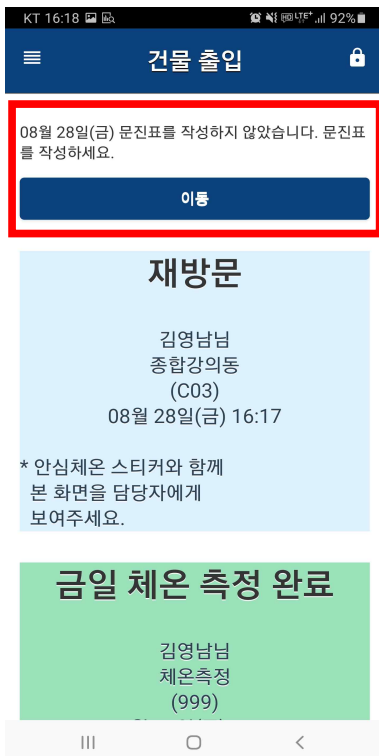 KT 16:18 92%
건물 출입
08월 28일(금) 문진표를 작성하지 않았습니다. 문진표
를 작성하세요.
이동
재방문
김영남님
종합강의동
(C03)
08월 28일(금) 16:17
* 안심체온 스티커와 함께
본 화면을 담당자에게
보여주세요.
금일 체온 측정 완료
김영남님
체온측정
(999)